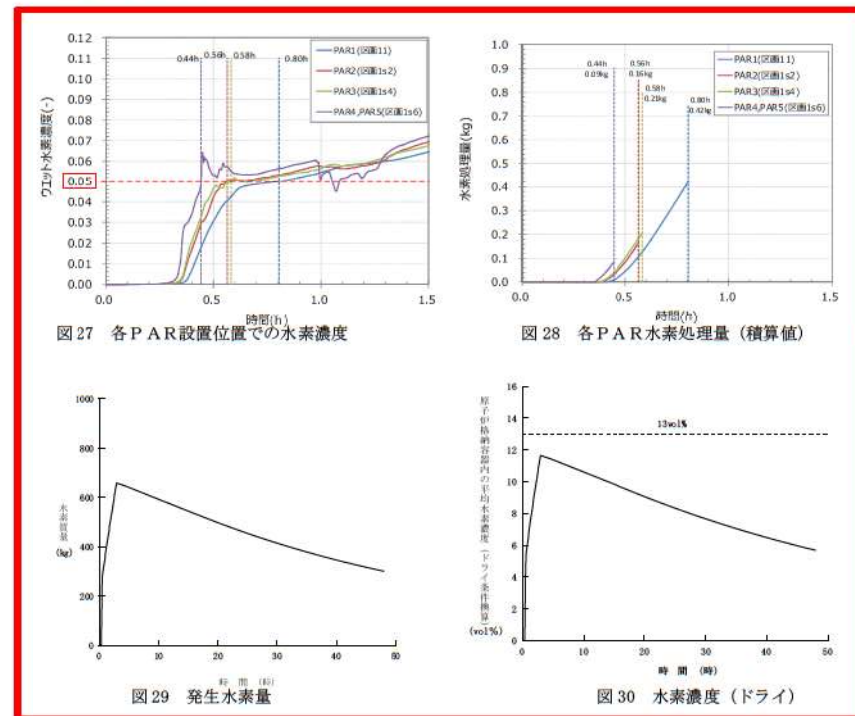 0.12
0.11
0.10
0.09
0.08
0.07
0.06
0.05
0.04
0.03
0.02
0.01
0.00
ウエット水素濃度(-)
0.44h
0.56h
0.58h
0.80h
PAR1(区画11)
PAR2(区画1s2)
PAR3(区画1s4)
PAR4,PAR5(区画1s6)
0.0 0.5 1.0 1.5
時間(h)
図27 各PAR設置位置での水素濃度
1.0
0.9
0.8
0.7
0.6
0.5
0.4
0.3
0.2
0.1
0.0
水素処理量(kg)
0.44h
0.09kg
0.56h
0.16kg
0.58h
0.21kg
0.80h
0.42kg
PAR1(区画11)
PAR2(区画1s2)
PAR3(区画1s4)
PAR4,PAR5(区画1s6)
0.0 0.5 1.0 1.5
時間(h)
図28 各PAR水素処理量（積算値）
1000
800
600
400
200
0
水素質量
(kg)
0 10 20 30 40 50
時 間 (時)
図29 発生水素量
16
14
12
10
8
6
4
2
0
原子炉格納容器内の平均水素濃度（ドライ条件換算）
(vol%)
13vol%
0 10 20 30 40 50
時 間 (時)
図30 水素濃度（ドライ）